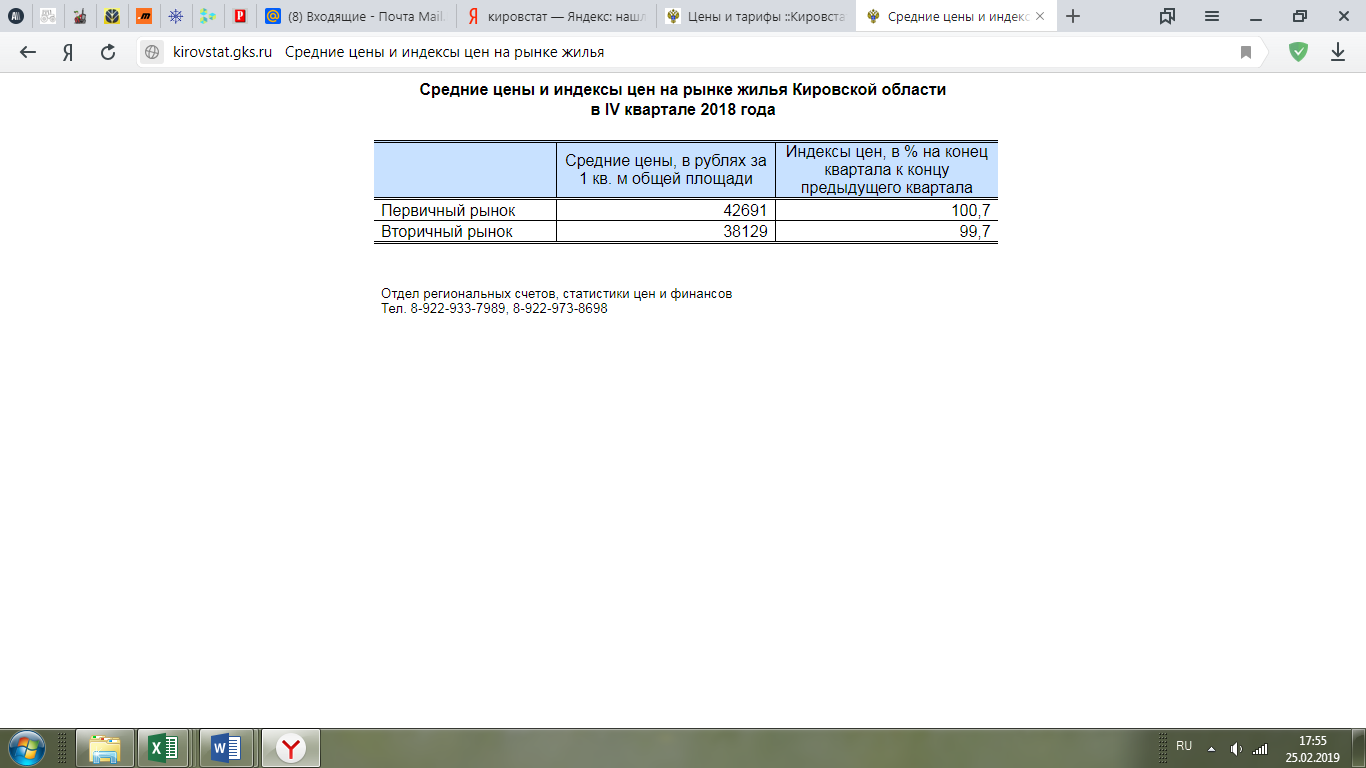 (8) Входящие - Почта Mail.
кировстат — Яндекс: наш
Цены и тарифы ::Кировста
Средние цены и индекс
kirovstat.gks.ru Средние цены и индексы цен на рынке жилья
Средние цены и индексы цен на рынке жилья Кировской области
в IV квартале 2018 года
Средние цены, в рублях за
1 кв. м общей площади
Индексы цен, в % на конец
квартала к концу
предыдущего квартала
Первичный рынок 42691 100,7
Вторичный рынок 38129 99,7
Отдел региональных счетов, статистики цен и финансов
Тел. 8-922-933-7989, 8-922-973-8698
RU
17:55
25.02.2019